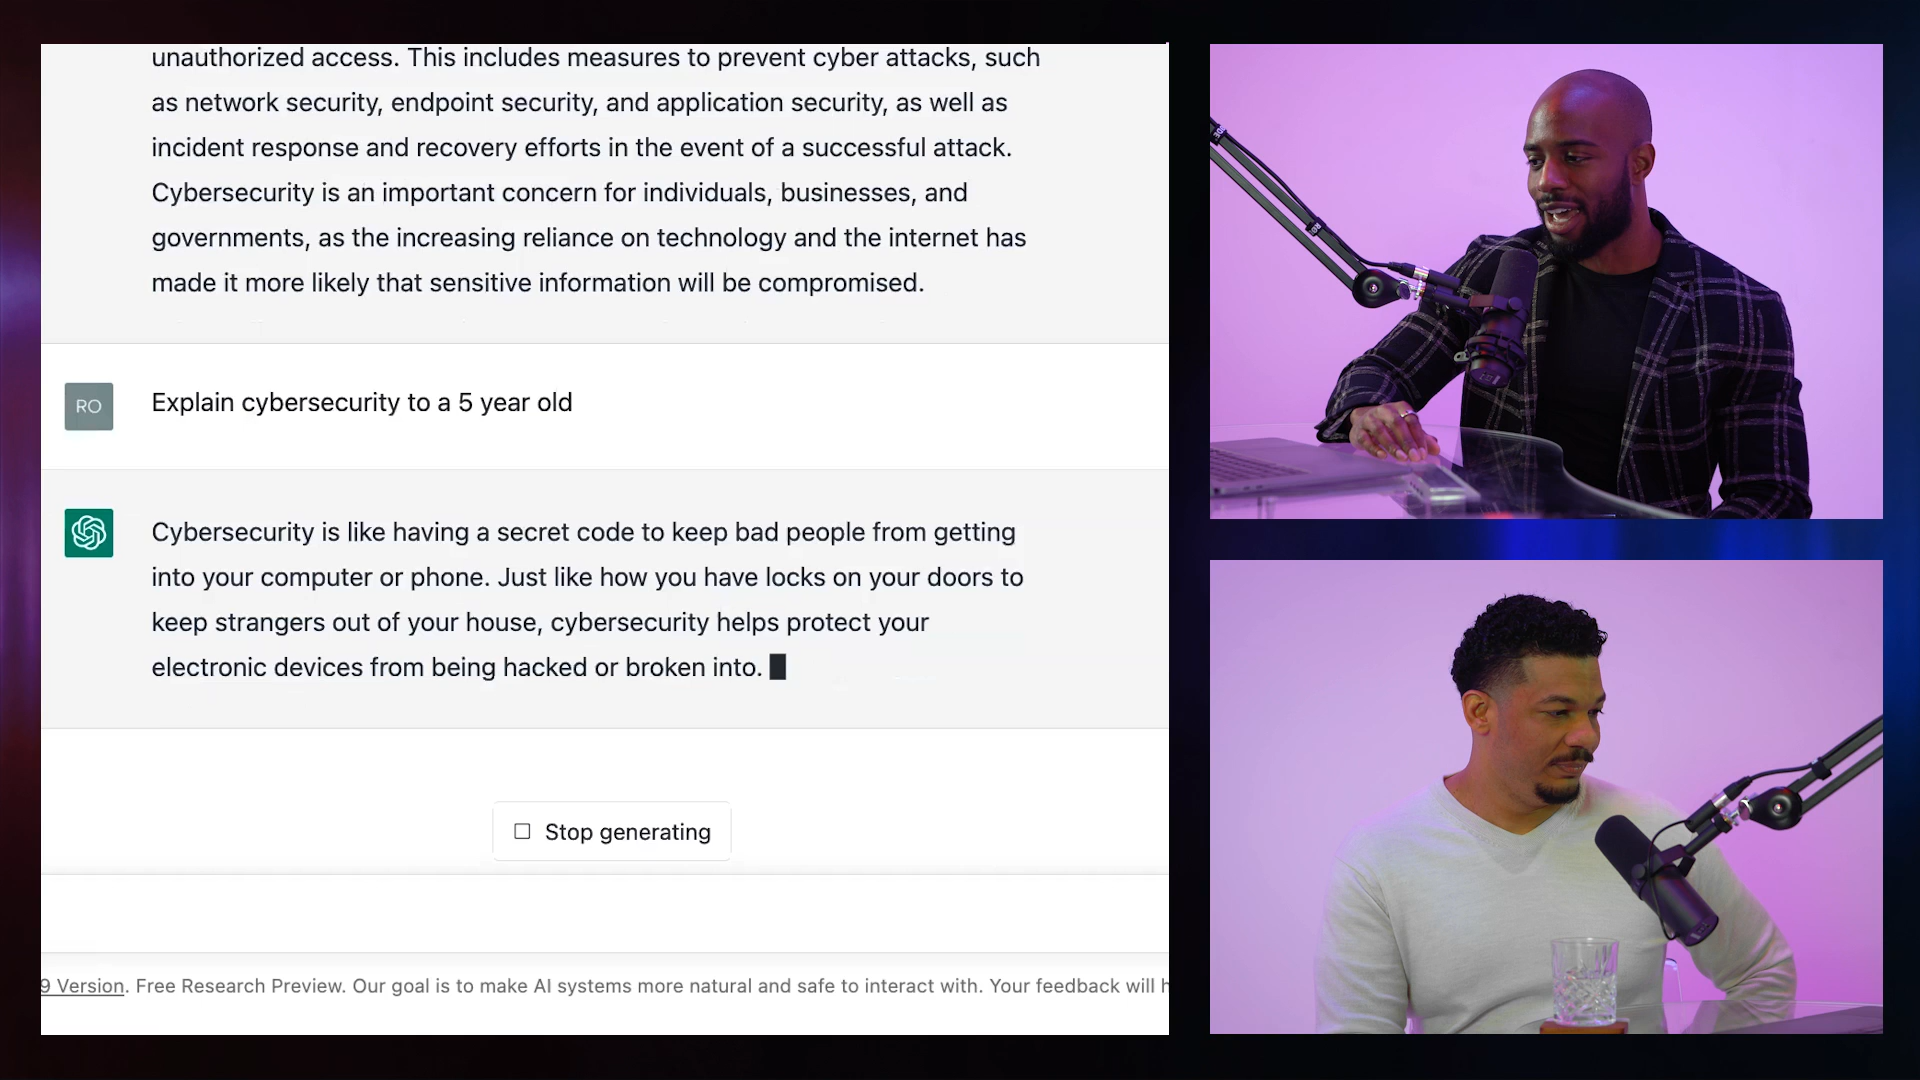 unauthorized access. This includes measures to prevent cyber attacks, such
as network security, endpoint security, and application security, as well as
incident response and recovery efforts in the event of a successful attack.
Cybersecurity is an important concern for individuals, businesses, and
governments, as the increasing reliance on technology and the internet has
made it more likely that sensitive information will be compromised.
RO
Explain cybersecurity to a 5 year old
Cybersecurity is like having a secret code to keep bad people from getting
into your computer or phone. Just like how you have locks on your doors to
keep strangers out of your house, cybersecurity helps protect your
electronic devices from being hacked or broken into.
Stop generating
9 Version. Free Research Preview. Our goal is to make AI systems more natural and safe to interact with. Your feedback will h